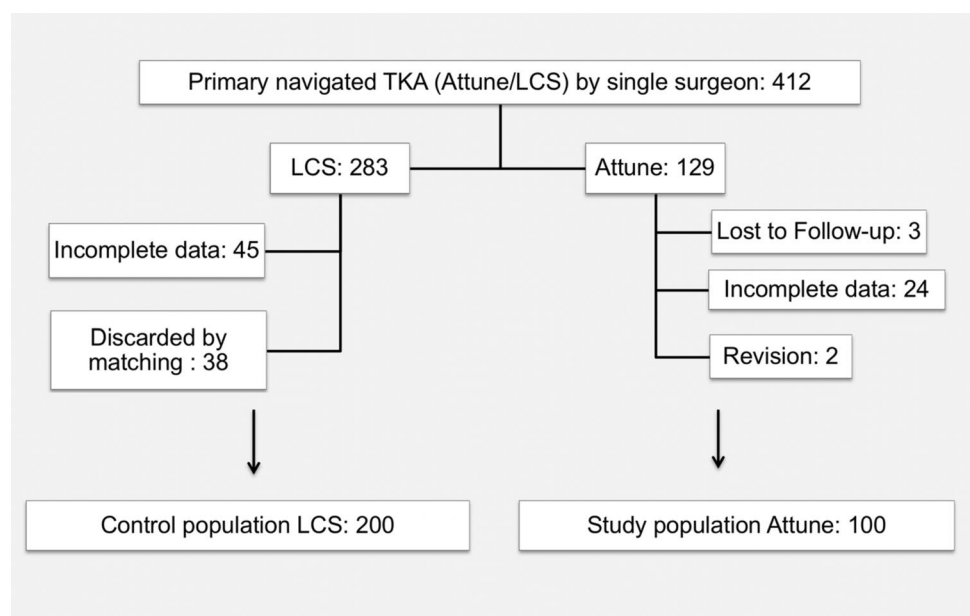 Primary navigated TKA (Attune/LCS) by single surgeon: 412
LCS: 283
Attune: 129
Incomplete data: 45
Discarded by
matching : 38
Lost to Follow-up: 3
Incomplete data: 24
Revision: 2
Control population LCS: 200
Study population Attune: 100